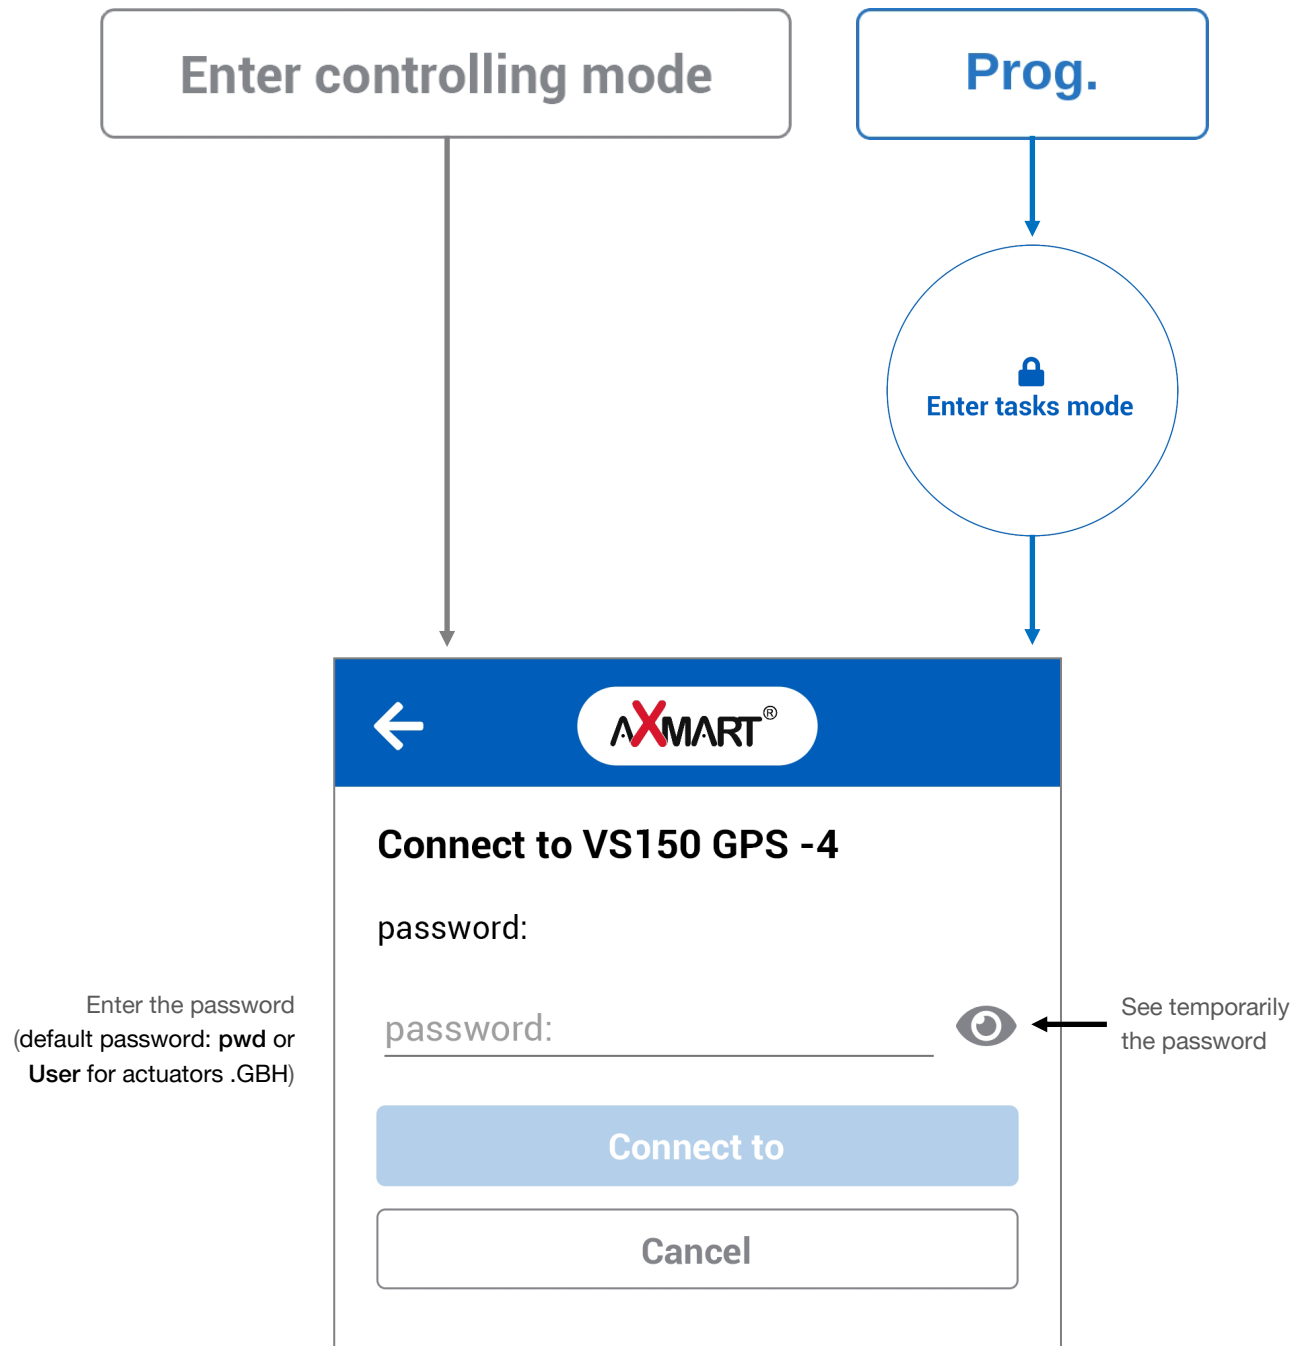 Enter controlling mode
Prog.
Enter tasks mode
AXMART®
Connect to VS150 GPS -4
password:
Enter the password
(default password: pwd or
User for actuators .GBH)
password:
See temporarily
the password
Connect to
Cancel